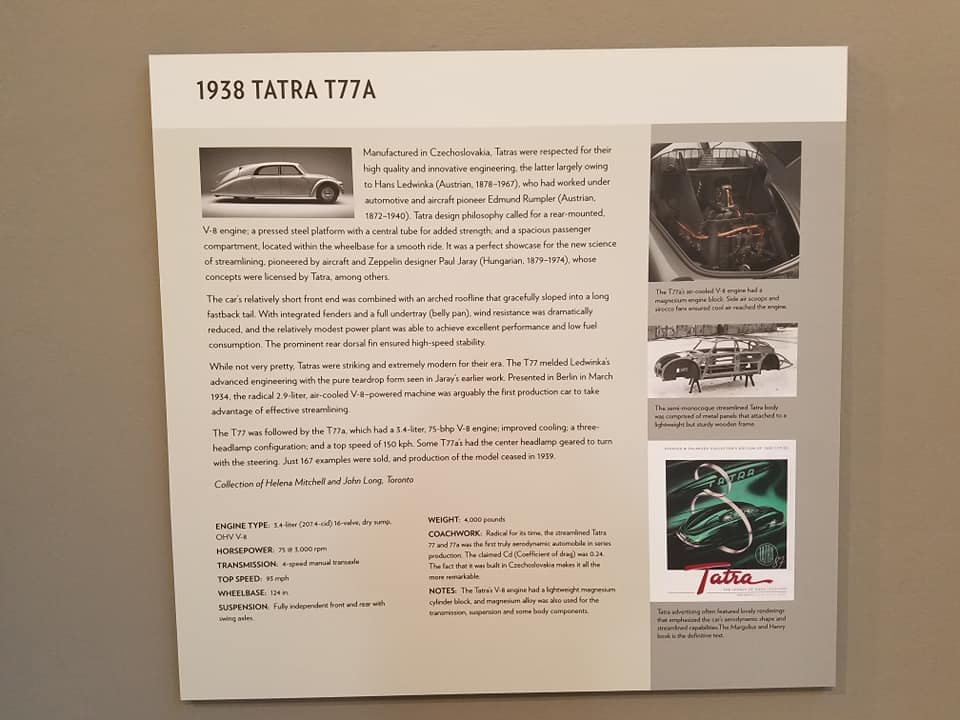 1938 TATRA T77A
Manufactured in Czechoslovakia, Tatras were respected for their
high quality and innovative engineering, the latter largely owing
to Hans Ledwinka (Austrian, 1878–1967), who had worked under
automotive and aircraft pioneer Edmund Rumpler (Austrian,
1872–1940). Tatra design philosophy called for a rear-mounted,
V-8 engine; a pressed steel platform with a central tube for added strength; and a spacious passenger
compartment, located within the wheelbase for a smooth ride. It was a perfect showcase for the new science
of streamlining, pioneered by aircraft and Zeppelin designer Paul Jaray (Hungarian, 1879–1974), whose
concepts were licensed by Tatra, among others.
The car's relatively short front end was combined with an arched roofline that gracefully sloped into a long
fastback tail. With integrated fenders and a full undertray (belly pan), wind resistance was dramatically
reduced, and the relatively modest power plant was able to achieve excellent performance and low fuel
consumption. The prominent rear dorsal fin ensured high-speed stability.
While not very pretty, Tatras were striking and extremely modern for their era. The T77 melded Ledwinka's
advanced engineering with the pure teardrop form seen in Jaray's earlier work. Presented in Berlin in March
1934, the radical 2.9-liter, air-cooled V-8–powered machine was arguably the first production car to take
advantage of effective streamlining.
The T77 was followed by the T77a, which had a 3.4-liter, 75-bhp V-8 engine; improved cooling; a three-
headlamp configuration; and a top speed of 150 kph. Some T77a's had the center headlamp geared to turn
with the steering. Just 167 examples were sold, and production of the model ceased in 1939.
Collection of Helena Mitchell and John Long, Toronto
ENGINE TYPE: 3.4-liter (207.4-cid) 16-valve, dry sump,
OHV V-8
HORSEPOWER: 75 @ 3,000 rpm
TRANSMISSION: 4-speed manual transaxle
TOP SPEED: 93 mph
WHEELBASE: 124 in.
SUSPENSION: Fully independent front and rear with
swing axles.
WEIGHT: 4,000 pounds
COACHWORK: Radical for its time, the streamlined Tatra
77 and 77a was the first truly aerodynamic automobile in series
production. The claimed Cd (Coefficient of drag) was 0.24.
The fact that it was built in Czechoslovakia makes it all the
more remarkable.
NOTES: The Tatra's V-8 engine had a lightweight magnesium
cylinder block, and magnesium alloy was also used for the
transmission, suspension and some body components.
The T77a's air-cooled V-8 engine had a
magnesium engine block. Side air scoops and
sirocco fans ensured cool air reached the engine.
The semi-monocoque streamlined Tatra body
was comprised of metal panels that attached to a
lightweight but sturdy wooden frame.
TATRA
TATRA
Tatra
Tatra advertising often featured lovely renderings
that emphasized the car's aerodynamic shape and
streamlined capabilities.The Margolius and Henry
book is the definitive text.